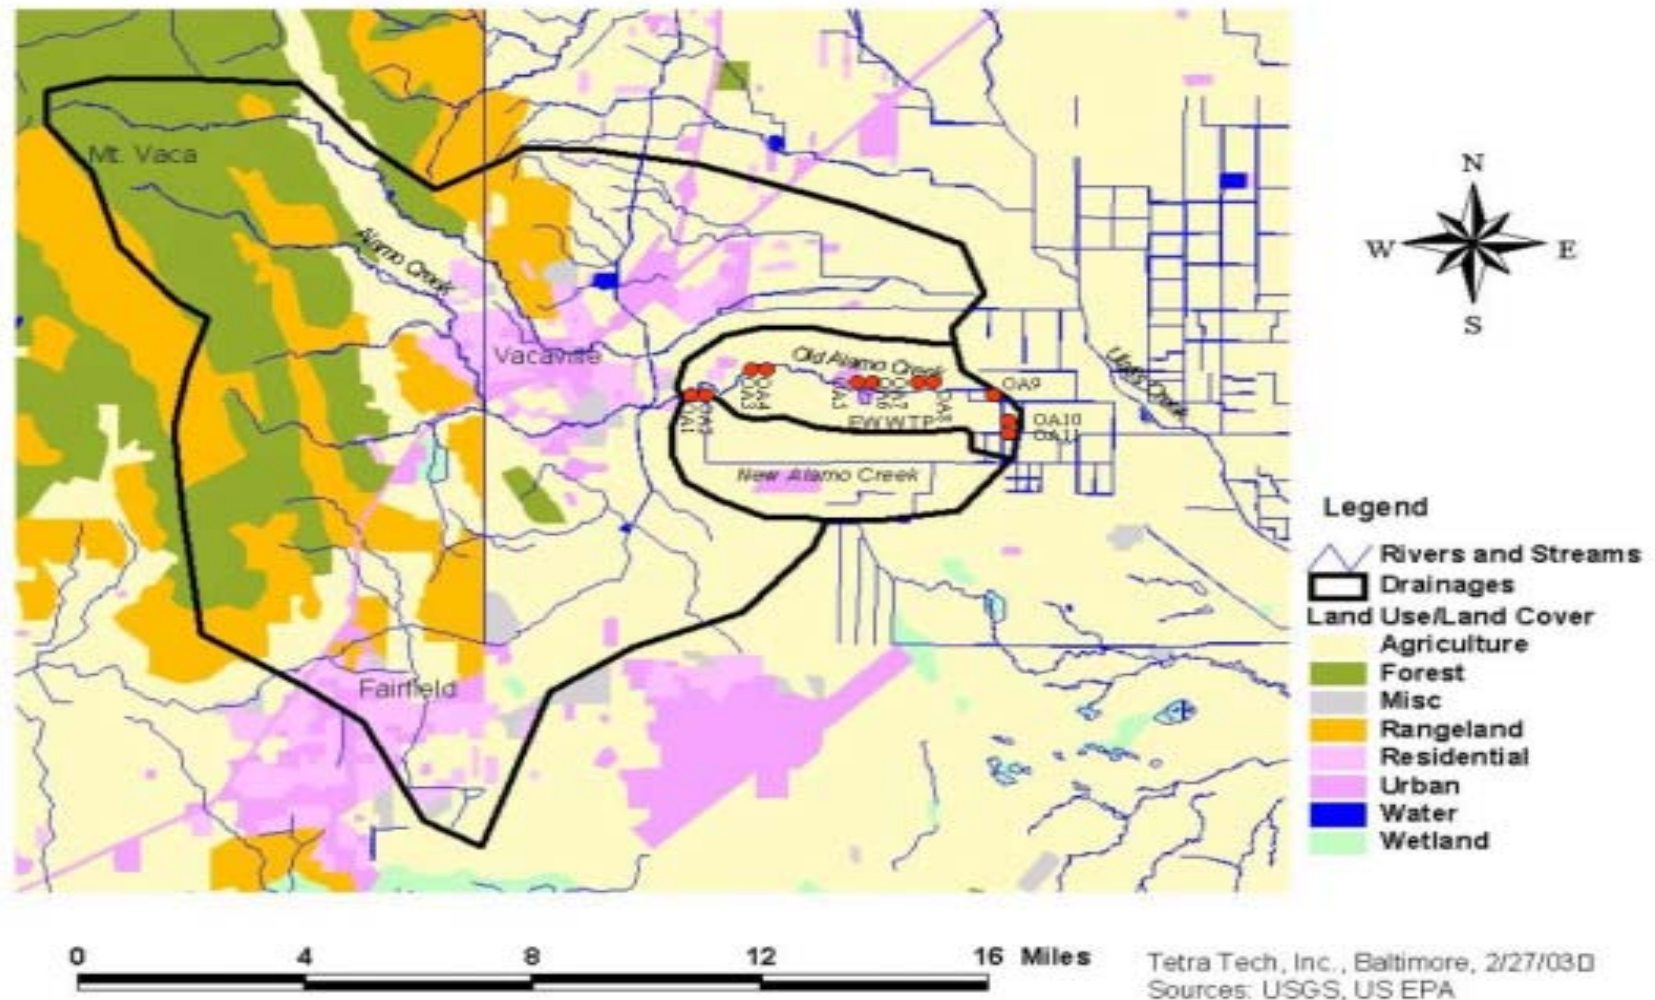 Mt. Vaca
Alamo Creek
Vacaville
Old Alamo Creek
OA1
OA2
OA3
OA4
OA5
OA6
OA7
OA8
OA9
OA10
OA11
EWWTP
New Alamo Creek
Ulatis Creek
Fairfield
N
W
E
S
Legend
Rivers and Streams
Drainages
Land Use/Land Cover
Agriculture
Forest
Misc
Rangeland
Residential
Urban
Water
Wetland
0 4 8 12 16 Miles
Tetra Tech, Inc., Baltimore, 2/27/03
Sources: USGS, US EPA